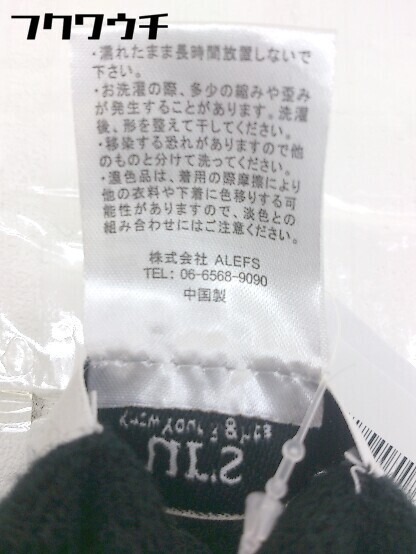 フクワウチ
・濡れたまま長時間放置しないで
下さい。
・お洗濯の際、多少の縮みや歪み
が発生することがあります。洗濯
後、形を整えて干してください。
・移染する恐れがありますので他
のものと分けて洗ってください。
・濃色品は、着用の際摩擦により
他の衣料や下着に色移りする可
能性がありますので、淡色との
組み合わせにはご注意ください。
株式会社 ALEFS
TEL: 06-6568-9090
中国製